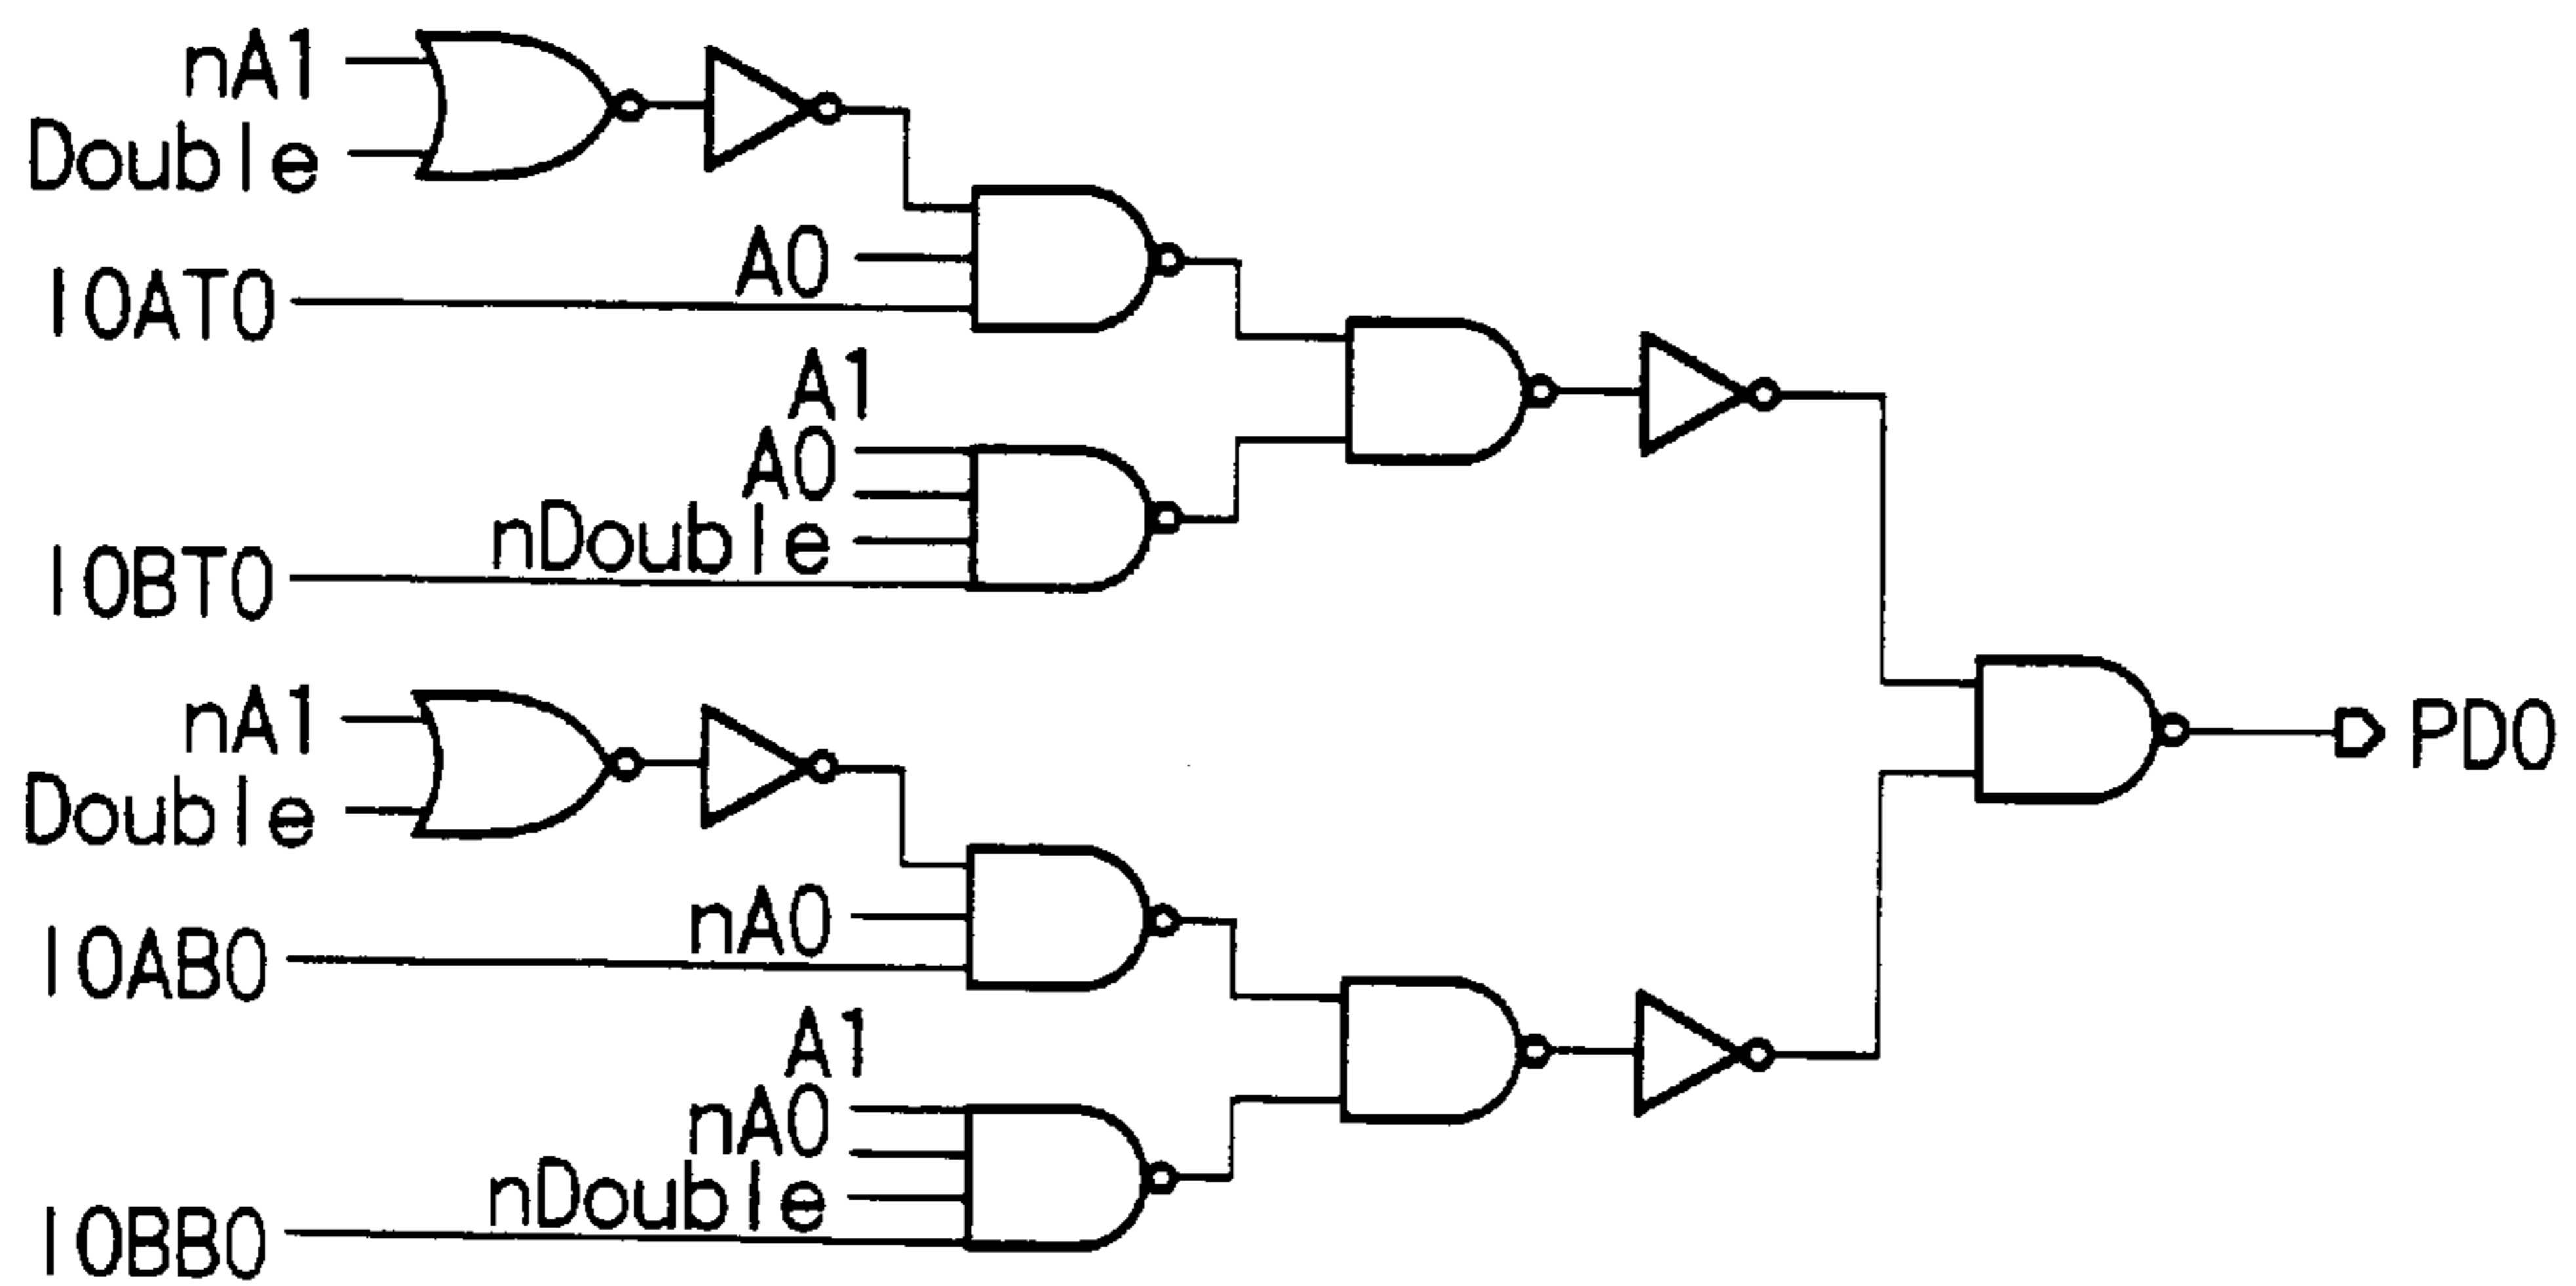 nA1
Double
A0
IOAT0
A1
A0
nDouble
IOBT0
nA1
Double
PD0
nA0
IOAB0
A1
nA0
nDouble
IOBB0